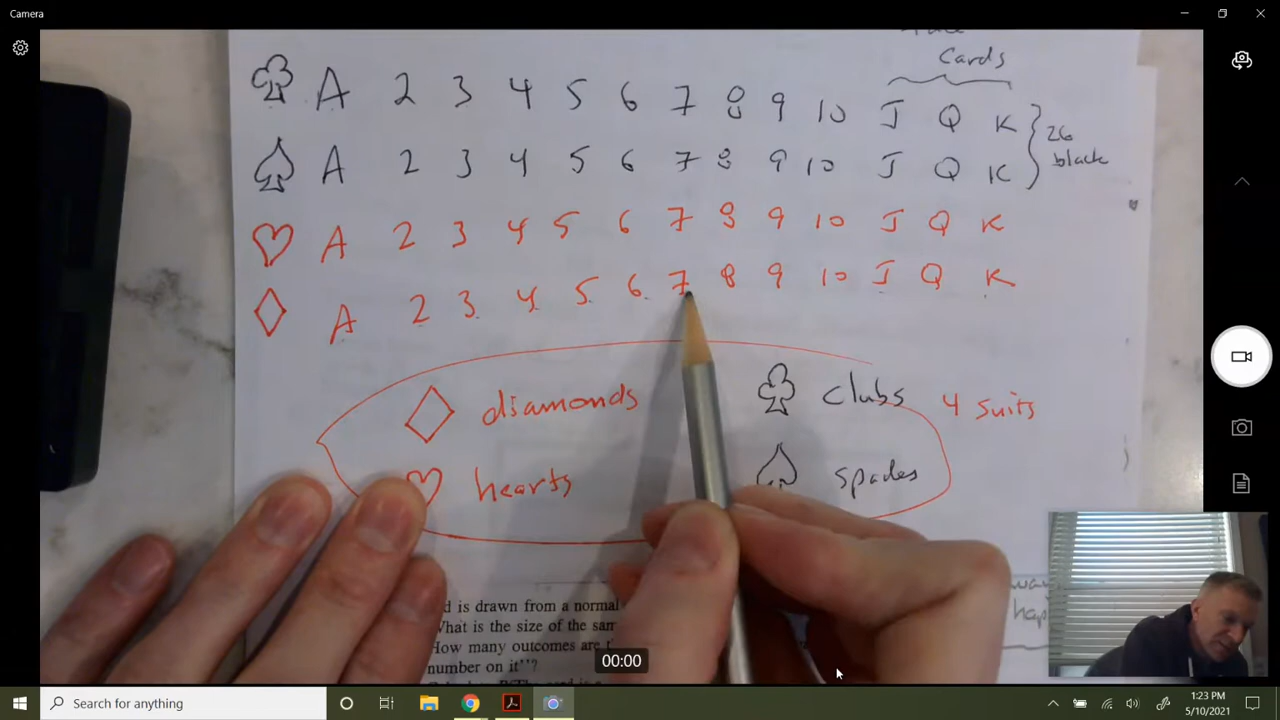 Camera
Cards
A 2 3 4 5 6 7 8 9 10 J Q K
26
black
A 2 3 4 5 6 7 8 9 10 J Q K
A 2 3 4 5 6 7 8 9 10 J Q K
A 2 3 4 5 6 7 8 9 10 J Q K
diamonds
clubs
4 suits
hearts
spades
d is drawn from a normal
What is the size of the sam
How many outcomes are t
number on it"?
00:00
Type here to search
1:23 PM
5/10/2021